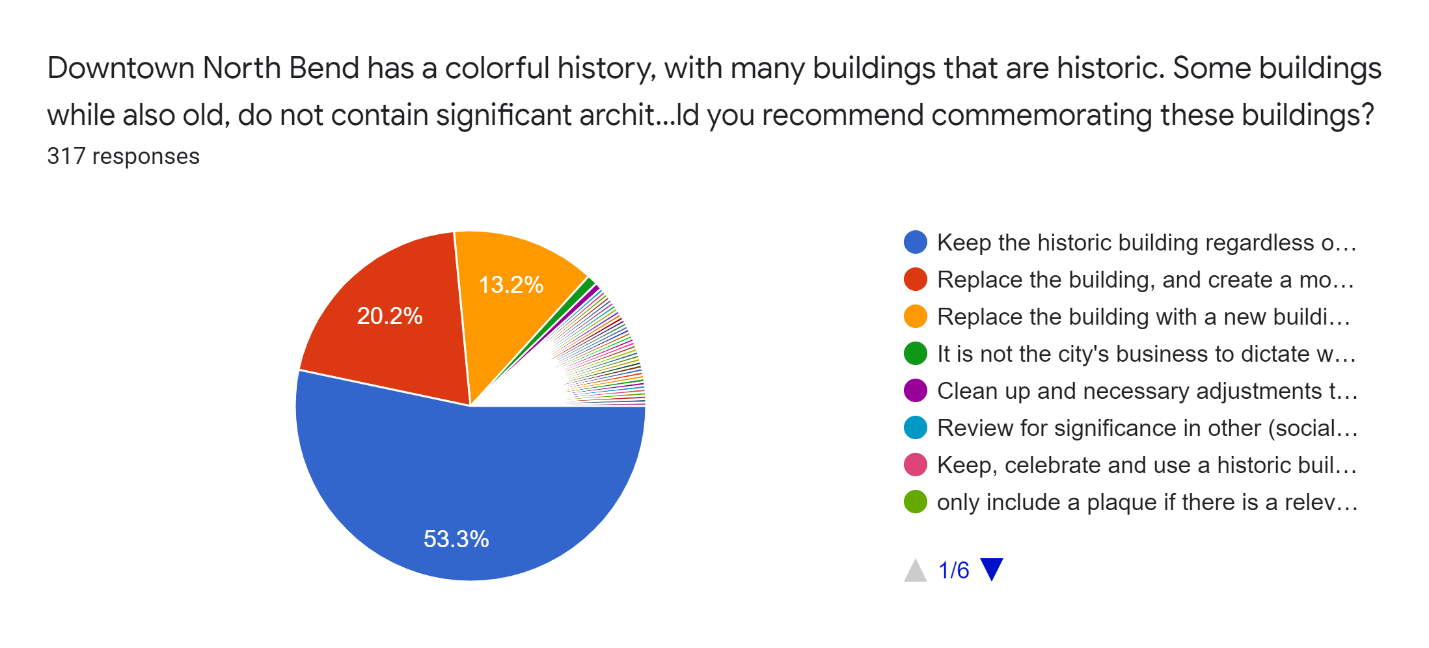 Downtown North Bend has a colorful history, with many buildings that are historic. Some buildings
while also old, do not contain significant archit...ld you recommend commemorating these buildings?
317 responses
13.2%
20.2%
53.3%
Keep the historic building regardless o...
Replace the building, and create a mo...
Replace the building with a new buildi...
It is not the city's business to dictate w...
Clean up and necessary adjustments t...
Review for significance in other (social...
Keep, celebrate and use a historic buil...
only include a plaque if there is a relev...
1/6